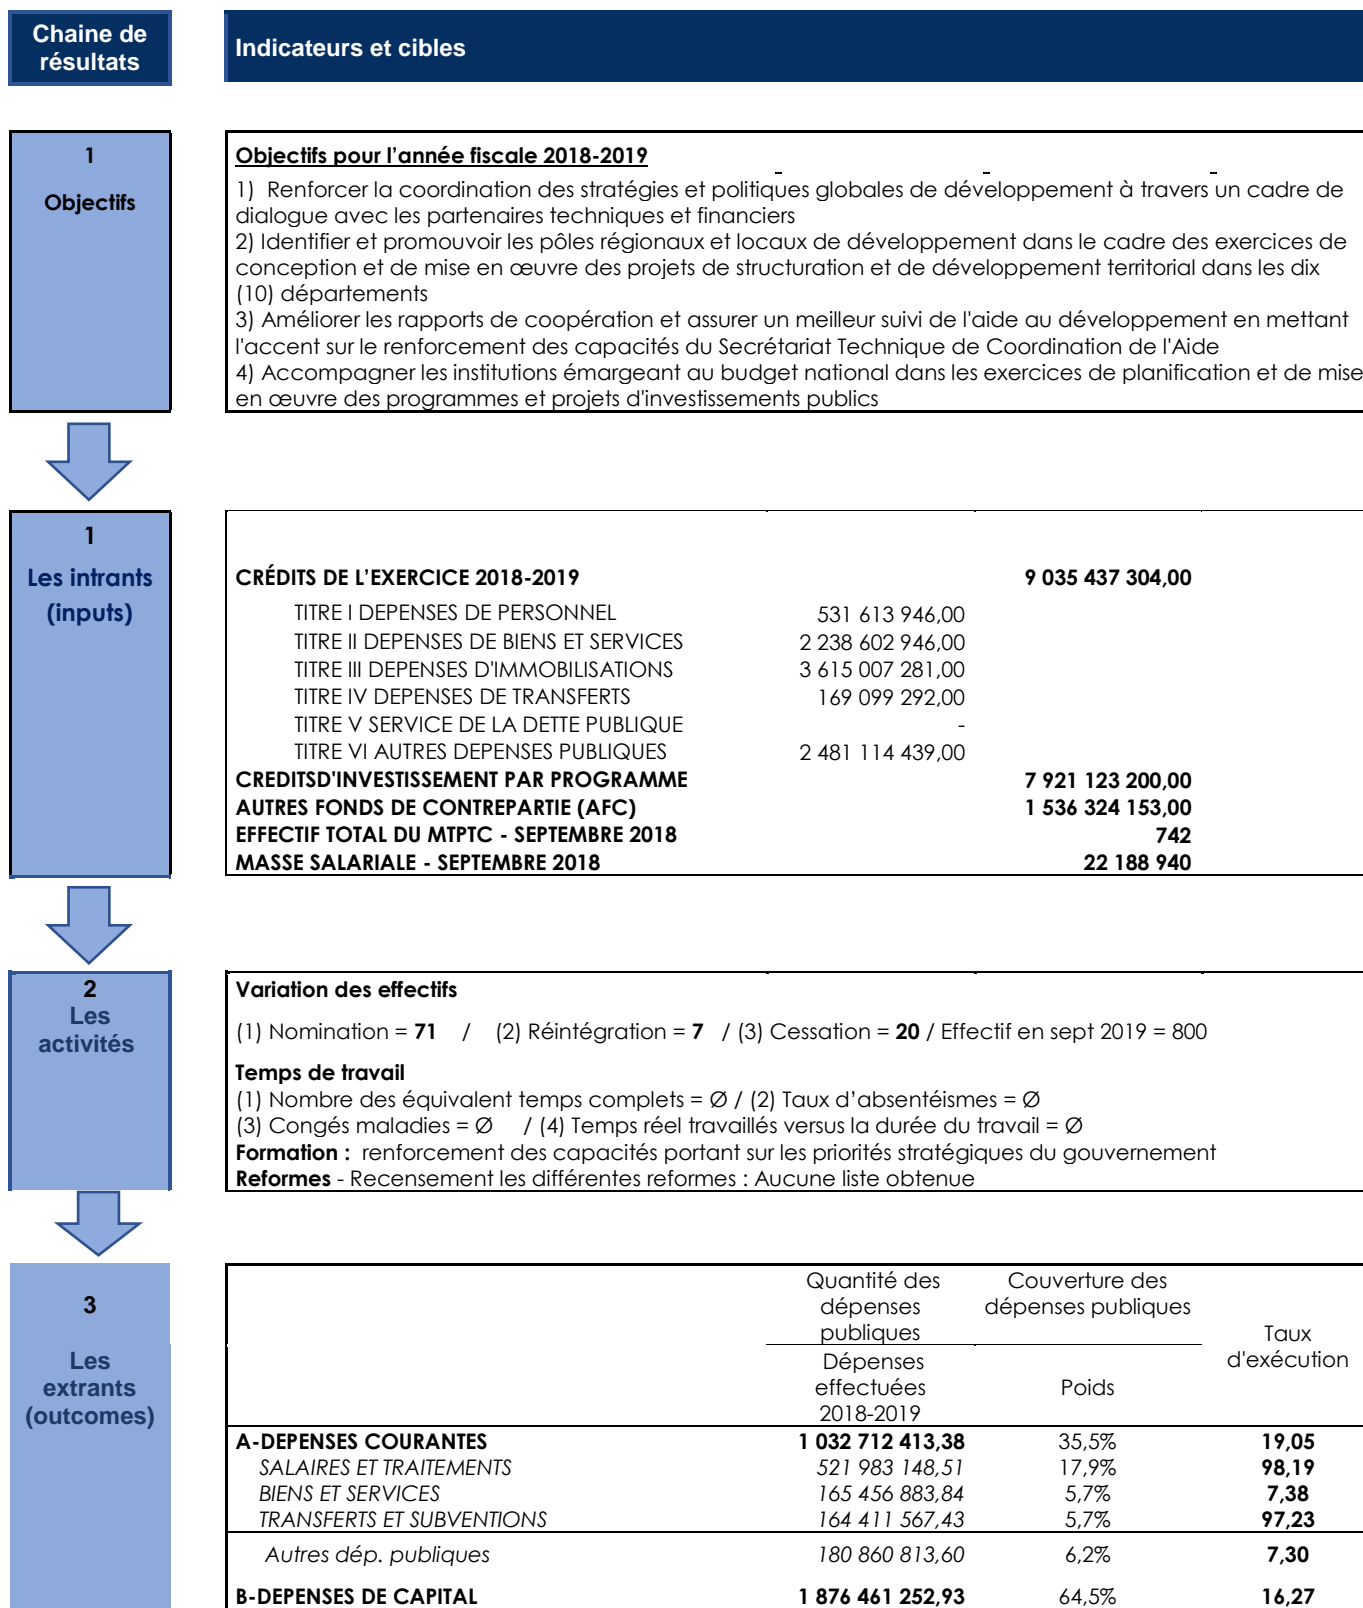 Chaine de
résultats
Indicateurs et cibles
1
Objectifs
Objectifs pour l'année fiscale 2018-2019
1) Renforcer la coordination des stratégies et politiques globales de développement à travers un cadre de
dialogue avec les partenaires techniques et financiers
2) Identifier et promouvoir les pôles régionaux et locaux de développement dans le cadre des exercices de
conception et de mise en œuvre des projets de structuration et de développement territorial dans les dix
(10) départements
3) Améliorer les rapports de coopération et assurer un meilleur suivi de l'aide au développement en mettant
l'accent sur le renforcement des capacités du Secrétariat Technique de Coordination de l'Aide
4) Accompagner les institutions émargeant au budget national dans les exercices de planification et de mise
en œuvre des programmes et projets d'investissements publics
1
Les intrants
(inputs)
CRÉDITS DE L'EXERCICE 2018-2019 9 035 437 304,00
TITRE I DEPENSES DE PERSONNEL 531 613 946,00
TITRE II DEPENSES DE BIENS ET SERVICES 2 238 602 946,00
TITRE III DEPENSES D'IMMOBILISATIONS 3 615 007 281,00
TITRE IV DEPENSES DE TRANSFERTS 169 099 292,00
TITRE V SERVICE DE LA DETTE PUBLIQUE -
TITRE VI AUTRES DEPENSES PUBLIQUES 2 481 114 439,00
CREDITSD'INVESTISSEMENT PAR PROGRAMME 7 921 123 200,00
AUTRES FONDS DE CONTREPARTIE (AFC) 1 536 324 153,00
EFFECTIF TOTAL DU MTPTC - SEPTEMBRE 2018 742
MASSE SALARIALE - SEPTEMBRE 2018 22 188 940
2
Les
activités
Variation des effectifs
(1) Nomination = 71 / (2) Réintégration = 7 / (3) Cessation = 20 / Effectif en sept 2019 = 800
Temps de travail
(1) Nombre des équivalent temps complets = Ø / (2) Taux d'absentéismes = Ø
(3) Congés maladies = Ø / (4) Temps réel travaillés versus la durée du travail = Ø
Formation : renforcement des capacités portant sur les priorités stratégiques du gouvernement
Reformes - Recensement les différentes reformes : Aucune liste obtenue
3
Les
extrants
(outcomes)
Quantité des
dépenses
publiques
Couverture des
dépenses publiques
Taux
d'exécution
Dépenses
effectuées
2018-2019
Poids
A-DEPENSES COURANTES 1 032 712 413,38 35,5% 19,05
SALAIRES ET TRAITEMENTS 521 983 148,51 17,9% 98,19
BIENS ET SERVICES 165 456 883,84 5,7% 7,38
TRANSFERTS ET SUBVENTIONS 164 411 567,43 5,7% 97,23
Autres dép. publiques 180 860 813,60 6,2% 7,30
B-DEPENSES DE CAPITAL 1 876 461 252,93 64,5% 16,27